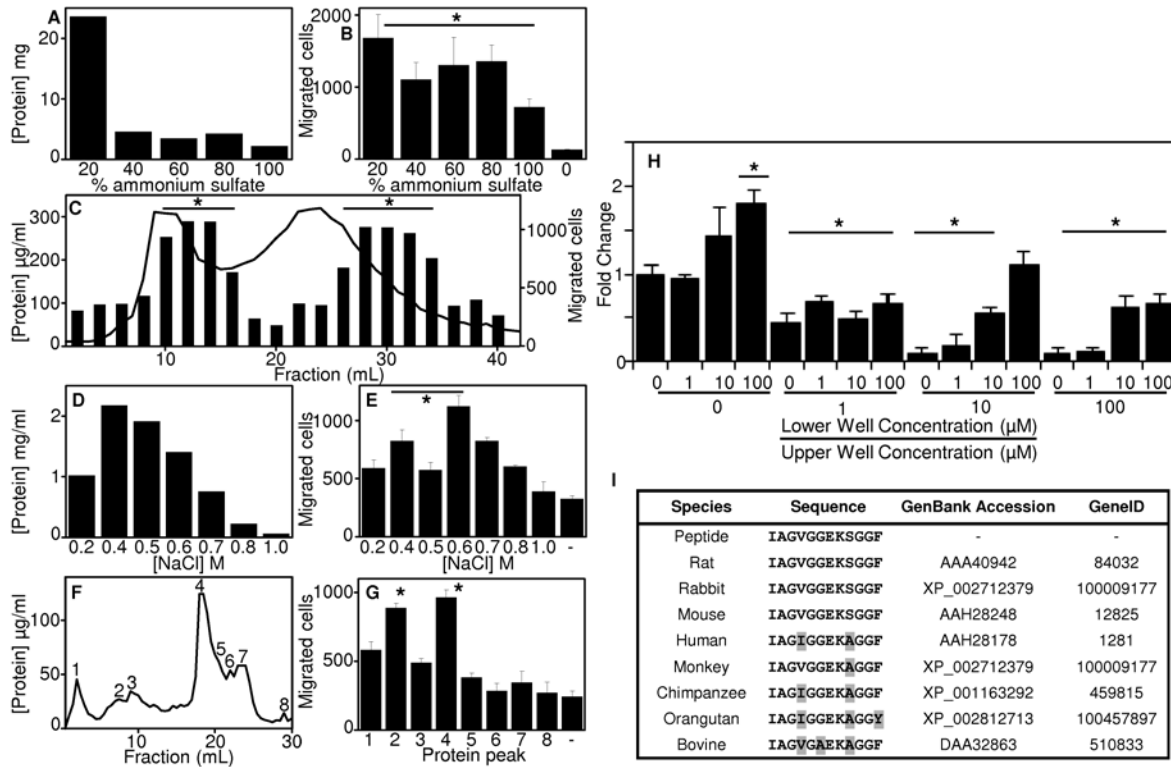 A
[Protein] mg
20
10
0
20 40 60 80 100
% ammonium sulfate
B
*
Migrated cells
2000
1000
0
20 40 60 80 100 0
% ammonium sulfate
C
* *
[Protein] µg/ml
300
200
100
0
Migrated cells
1000
500
0
10 20 30 40
Fraction (mL)
D
[Protein] mg/ml
2
1
0
0.2 0.4 0.5 0.6 0.7 0.8 1.0
[NaCl] M
E
*
Migrated cells
1000
500
0
0.2 0.4 0.5 0.6 0.7 0.8 1.0 -
[NaCl] M
F
[Protein] µg/ml
100
50
0
1 2 3 4 5 6 7 8
10 20 30
Fraction (mL)
G
* *
Migrated cells
1000
500
0
1 2 3 4 5 6 7 8 -
Protein peak
H
* * * *
Fold Change
2
1
0
0 1 10 100 0 1 10 100 0 1 10 100 0 1 10 100
0 1 10 100
Lower Well Concentration (µM)
Upper Well Concentration (µM)
I
Species Sequence GenBank Accession GeneID
Peptide IAGVGGEKSGGF - -
Rat IAGVGGEKSGGF AAA40942 84032
Rabbit IAGVGGEKSGGF XP_002712379 100009177
Mouse IAGVGGEKSGGF AAH28248 12825
Human IAGIGGEKAGGF AAH28178 1281
Monkey IAGVGGEKAGGF XP_002712379 100009177
Chimpanzee IAGIGGEKAGGF XP_001163292 459815
Orangutan IAGIGGEKAGGY XP_002812713 100457897
Bovine IAGVGAEKAGGF DAA32863 510833